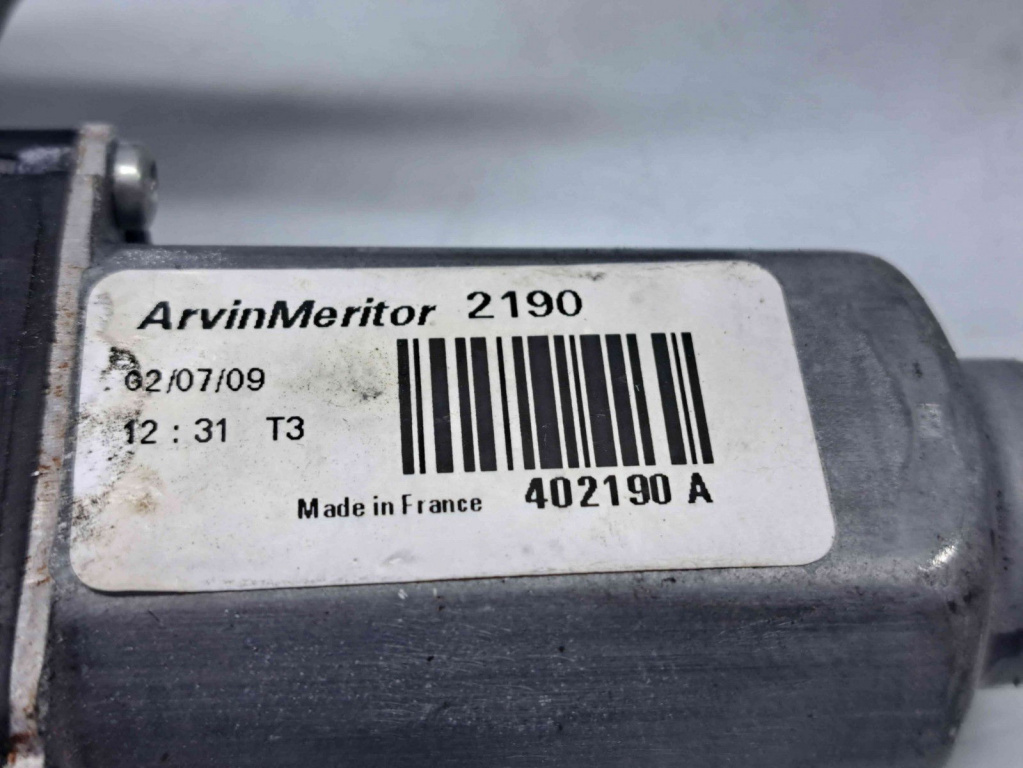 ArvinMeritor 2190
02/07/09
12 : 31 T3
Made in France 402190 A